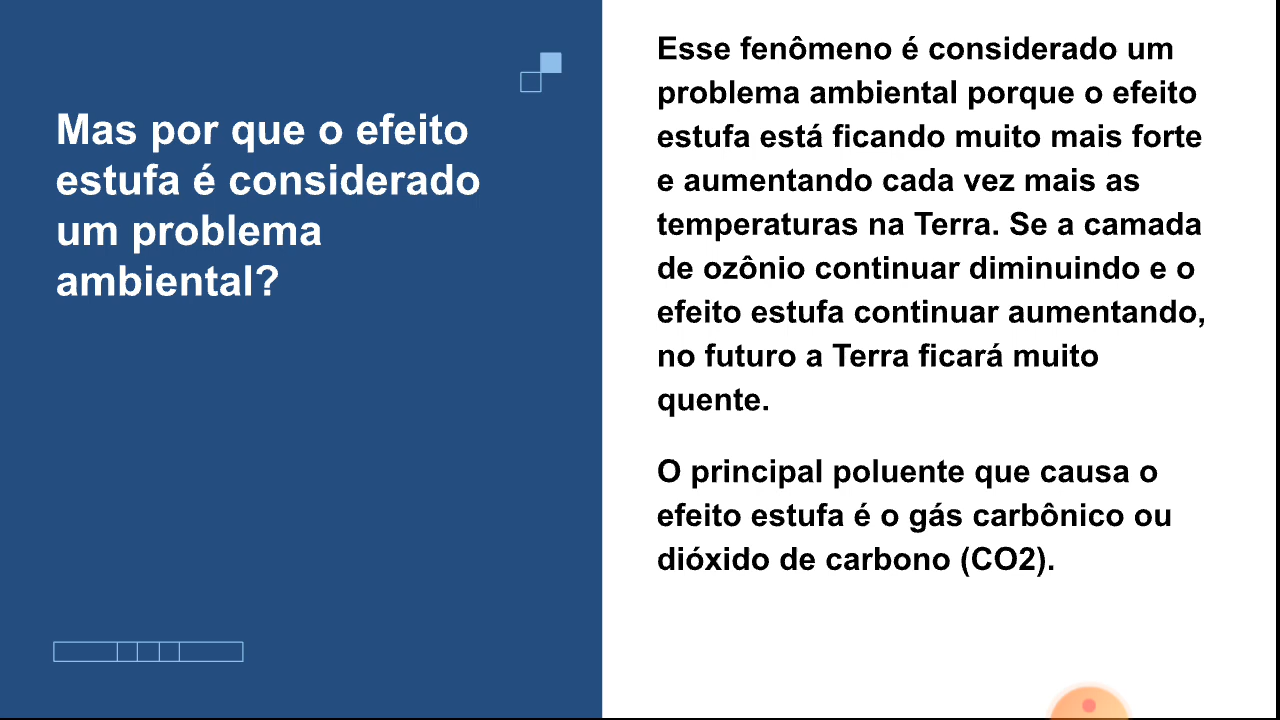 Mas por que o efeito
estufa é considerado
um problema
ambiental?
Esse fenômeno é considerado um
problema ambiental porque o efeito
estufa está ficando muito mais forte
e aumentando cada vez mais as
temperaturas na Terra. Se a camada
de ozônio continuar diminuindo e o
efeito estufa continuar aumentando,
no futuro a Terra ficará muito
quente.
O principal poluente que causa o
efeito estufa é o gás carbônico ou
dióxido de carbono (CO2).